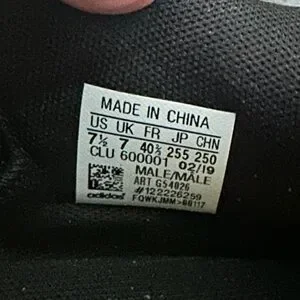 MADE IN CHINA
US UK FR JP CHN
7½ 7 40⅔ 255 250
CLU 600001 02/19
MALE/MALE
ART G54026
#122226259
adidas FQWKJMM>B0117